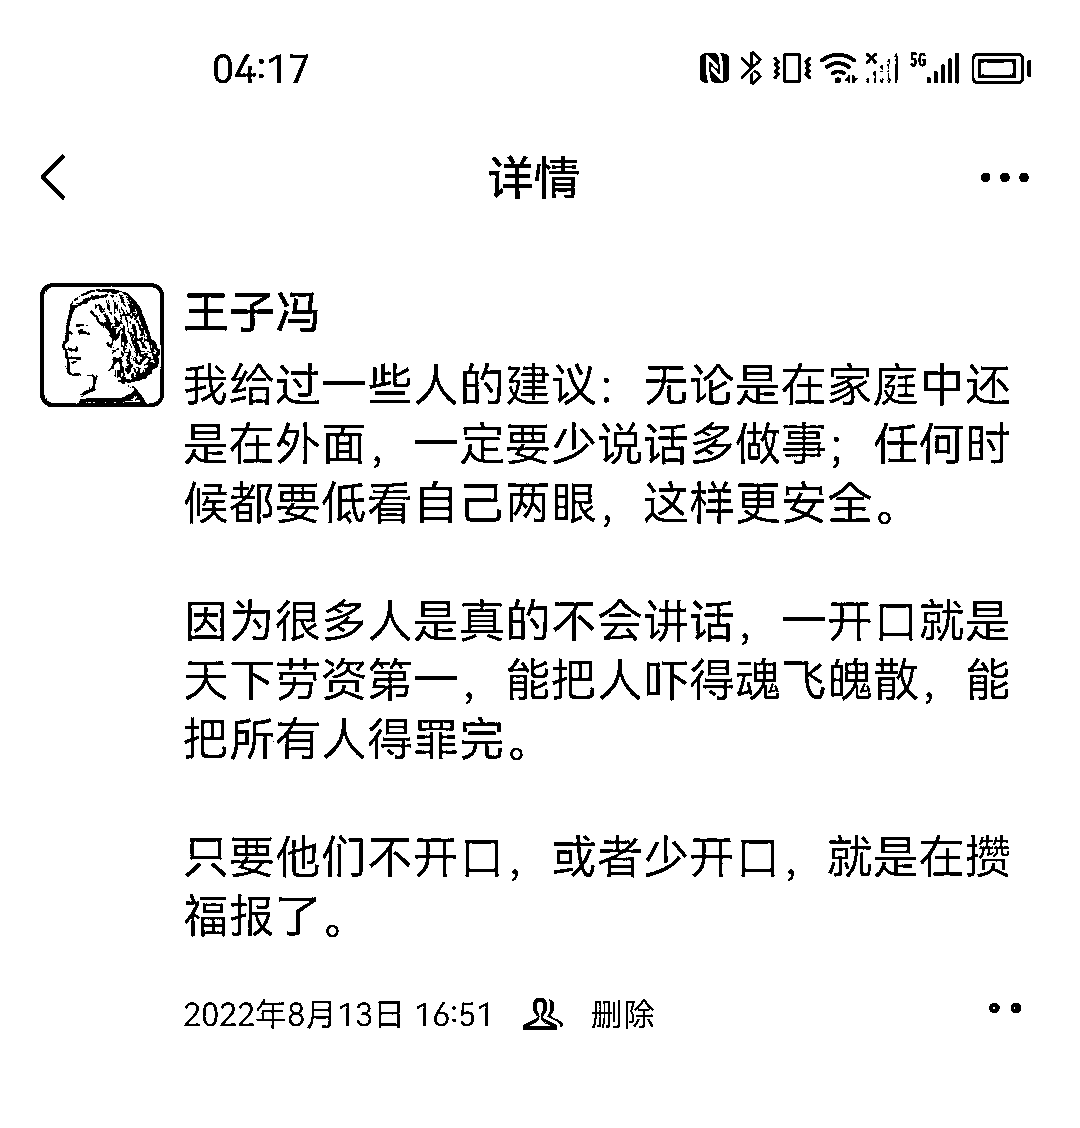 04:17
5G
详情
王子冯
我给过一些人的建议：无论是在家庭中还
是在外面，一定要少说话多做事；任何时
候都要低看自己两眼，这样更安全。
因为很多人是真的不会讲话，一开口就是
天下劳资第一，能把人吓得魂飞魄散，能
把所有人得罪完。
只要他们不开口，或者少开口，就是在攒
福报了。
2022年8月13日 16:51 删除